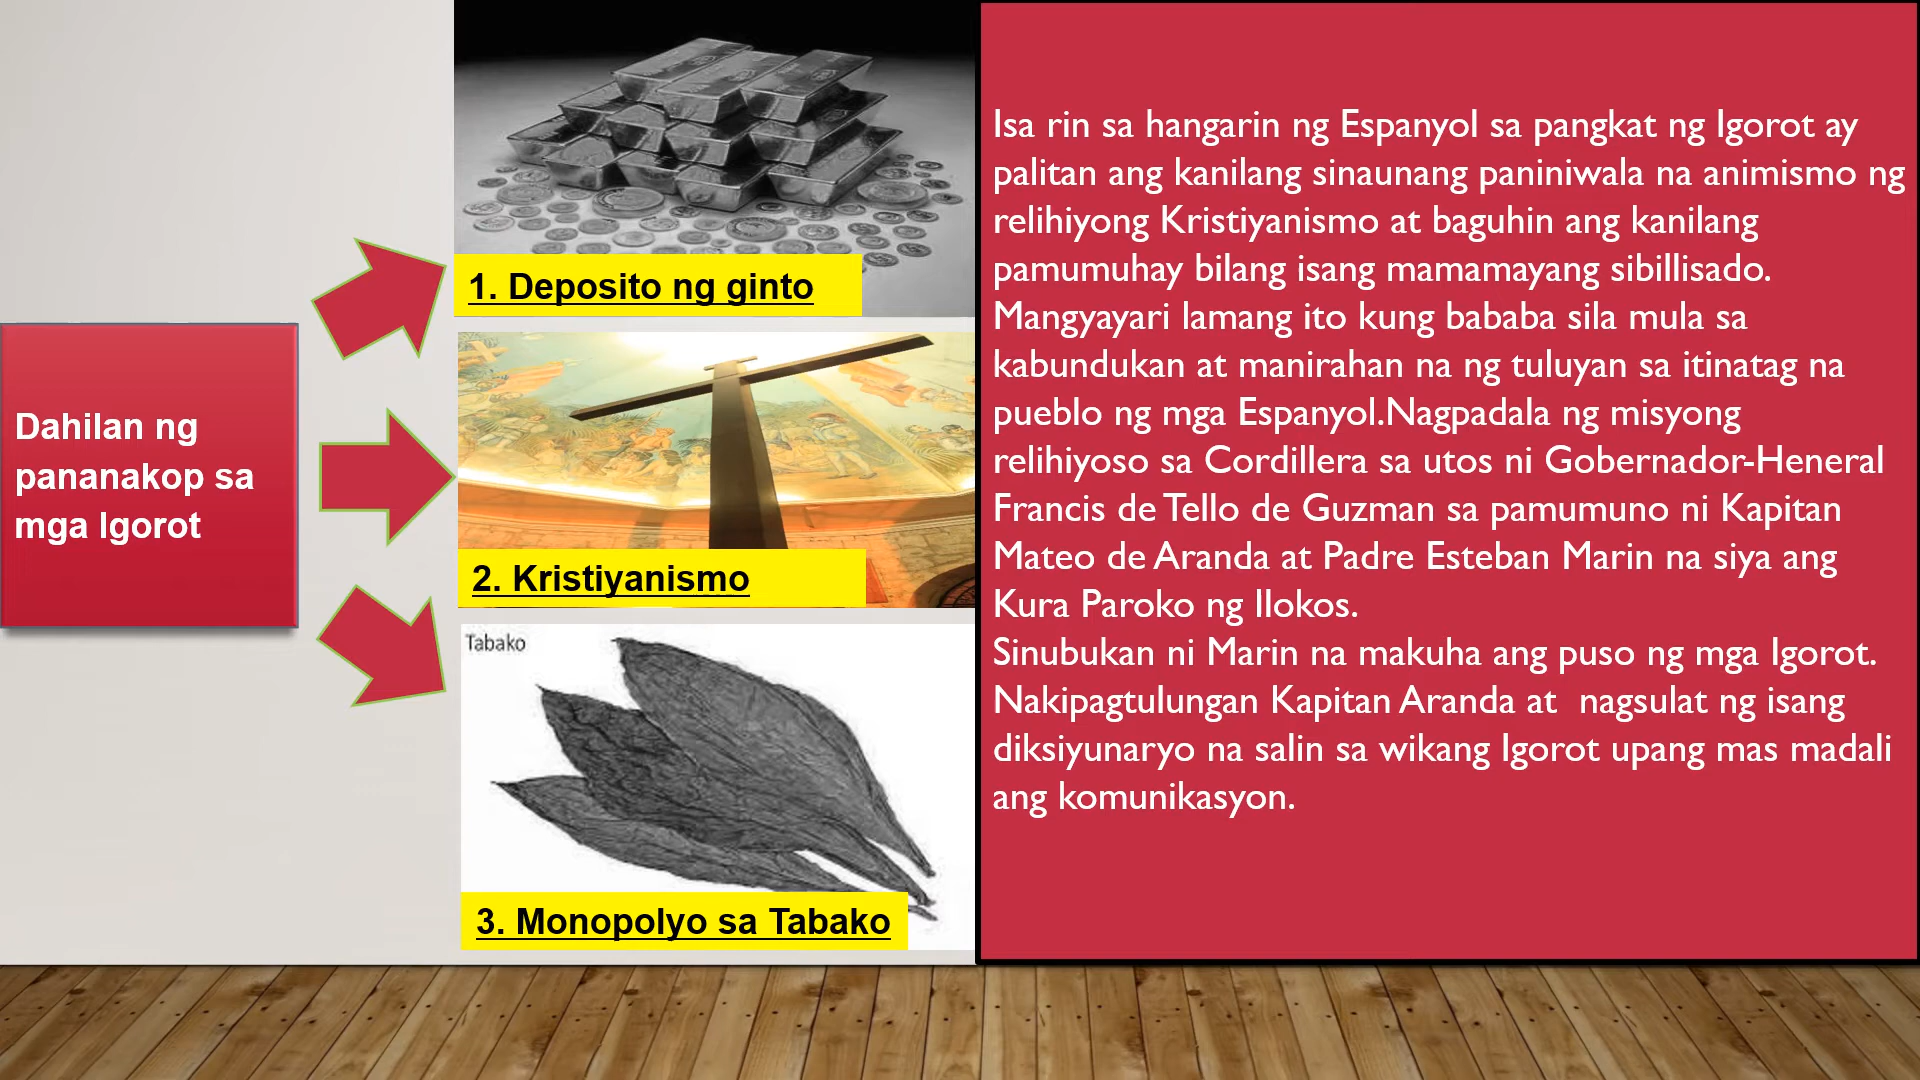 Dahilan ng
pananakop sa
mga Igorot
1. Deposito ng ginto
2. Kristiyanismo
Tabako
3. Monopolyo sa Tabako
Isa rin sa hangarin ng Espanyol sa pangkat ng Igorot ay
palitan ang kanilang sinaunang paniniwala na animismo ng
relihiyong Kristiyanismo at baguhin ang kanilang
pamumuhay bilang isang mamamayang sibillisado.
Mangyayari lamang ito kung bababa sila mula sa
kabundukan at manirahan na ng tuluyan sa itinatag na
pueblo ng mga Espanyol.Nagpadala ng misyong
relihiyoso sa Cordillera sa utos ni Gobernador-Heneral
Francis de Tello de Guzman sa pamumuno ni Kapitan
Mateo de Aranda at Padre Esteban Marin na siya ang
Kura Paroko ng Ilokos.
Sinubukan ni Marin na makuha ang puso ng mga Igorot.
Nakipagtulungan Kapitan Aranda at  nagsulat ng isang
diksiyunaryo na salin sa wikang Igorot upang mas madali
ang komunikasyon.